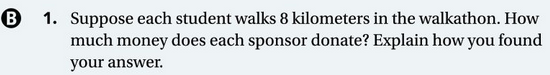 B 1. Suppose each student walks 8 kilometers in the walkathon. How
much money does each sponsor donate? Explain how you found
your answer.